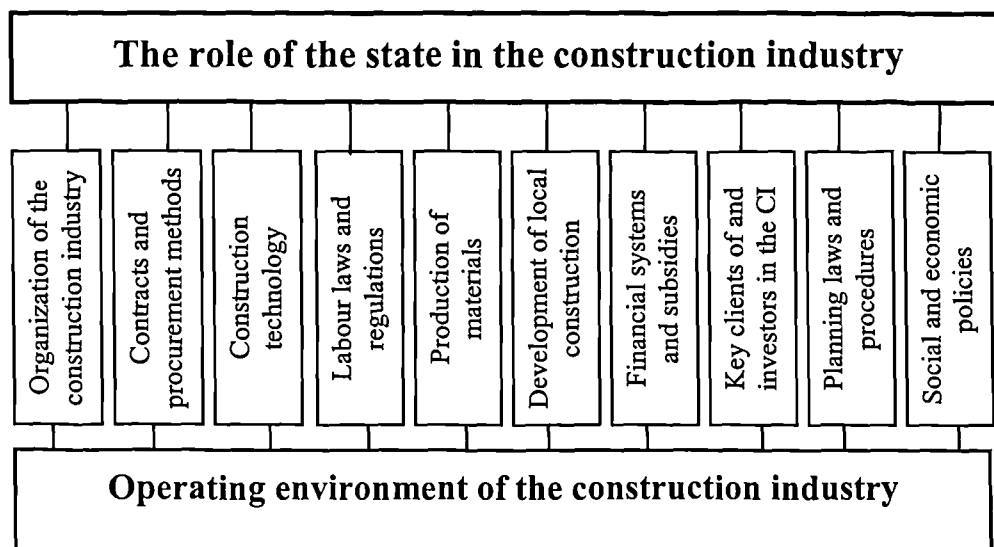 The role of the state in the construction industry
Organization of the
construction industry
Contracts and
procurement methods
Construction
technology
Labour laws and
regulations
Production of
materials
Development of local
construction
Financial systems
and subsidies
Key clients of and
investors in the CI
Planning laws and
procedures
Social and economic
policies
Operating environment of the construction industry